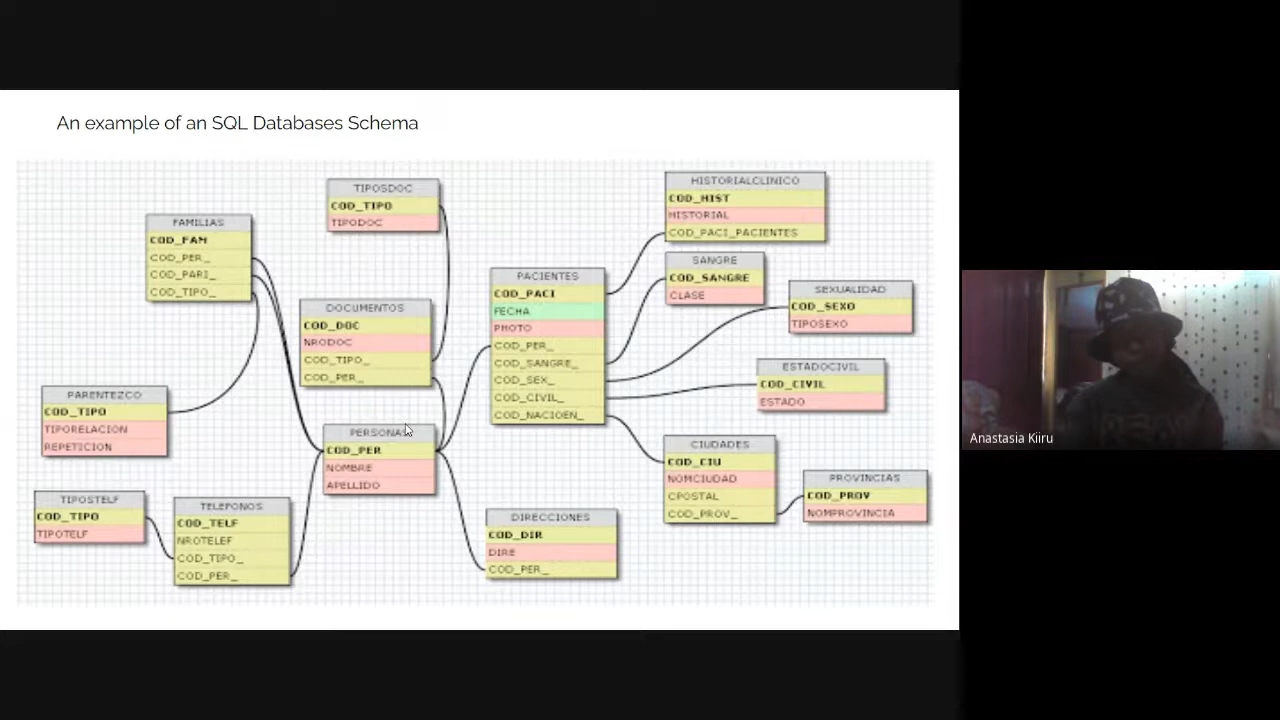 An example of an SQL Databases Schema
TIPOSDOC
COD_TIPO
TIPODOC
FAMILIAS
COD_FAM
COD_PER_
COD_PARI_
COD_TIPO_
DOCUMENTOS
COD_DOC
NRODOC
COD_TIPO_
COD_PER_
PARENTEZCO
COD_TIPO
TIPORELACION
REPETICION
PERSONAS
COD_PER
NOMBRE
APELLIDO
TIPOSTELF
COD_TIPO
TIPOTELF
TELEFONOS
COD_TELF
NROTELEF
COD_TIPO_
COD_PER_
PACIENTES
COD_PACI
FECHA
PHOTO
COD_PER_
COD_SANGRE_
COD_SEX_
COD_CIVIL_
COD_NACIOEN_
DIRECCIONES
COD_DIR
DIRE
COD_PER_
HISTORIALCLINICO
COD_HIST
HISTORIAL
COD_PACI_PACIENTES
SANGRE
COD_SANGRE
CLASE
SEXUALIDAD
COD_SEXO
TIPOSEXO
ESTADOCIVIL
COD_CIVIL
ESTADO
CIUDADES
COD_CIU
NOMCIUDAD
CPOSTAL
COD_PROV_
PROVINCIAS
COD_PROV
NOMPROVINCIA
Anastasia Kiiru